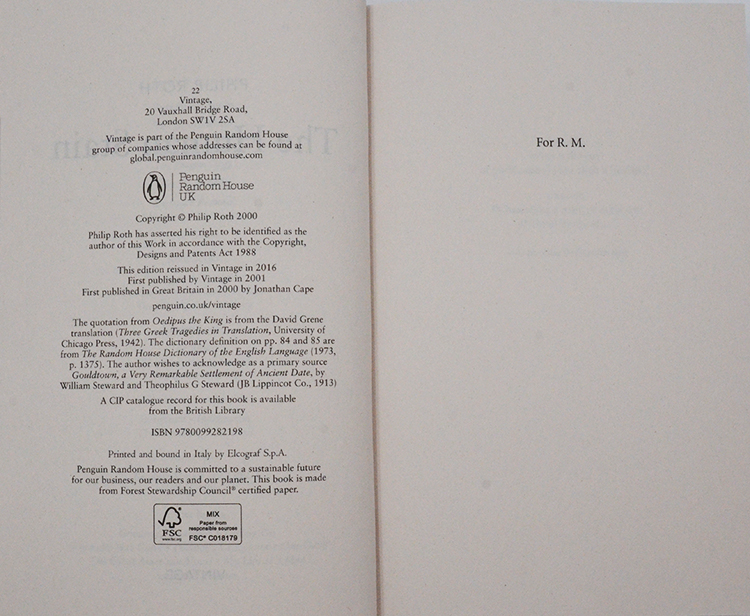 22
Vintage,
20 Vauxhall Bridge Road,
London SW1V 2SA
Vintage is part of the Penguin Random House
group of companies whose addresses can be found at
global.penguinrandomhouse.com
Penguin
Random House
UK
Copyright © Philip Roth 2000
Philip Roth has asserted his right to be identified as the
author of this Work in accordance with the Copyright,
Designs and Patents Act 1988
This edition reissued in Vintage in 2016
First published by Vintage in 2001
First published in Great Britain in 2000 by Jonathan Cape
penguin.co.uk/vintage
The quotation from Oedipus the King is from the David Grene
translation (Three Greek Tragedies in Translation, University of
Chicago Press, 1942). The dictionary definition on pp. 84 and 85 are
from The Random House Dictionary of the English Language (1973,
p. 1375). The author wishes to acknowledge as a primary source
Gouldtown, a Very Remarkable Settlement of Ancient Date, by
William Steward and Theophilus G Steward (JB Lippincot Co., 1913)
A CIP catalogue record for this book is available
from the British Library
ISBN 9780099282198
Printed and bound in Italy by Elcograf S.p.A.
Penguin Random House is committed to a sustainable future
for our business, our readers and our planet. This book is made
from Forest Stewardship Council® certified paper.
FSC
www.fsc.org
MIX
Paper from
responsible sources
FSC® C018179
For R. M.